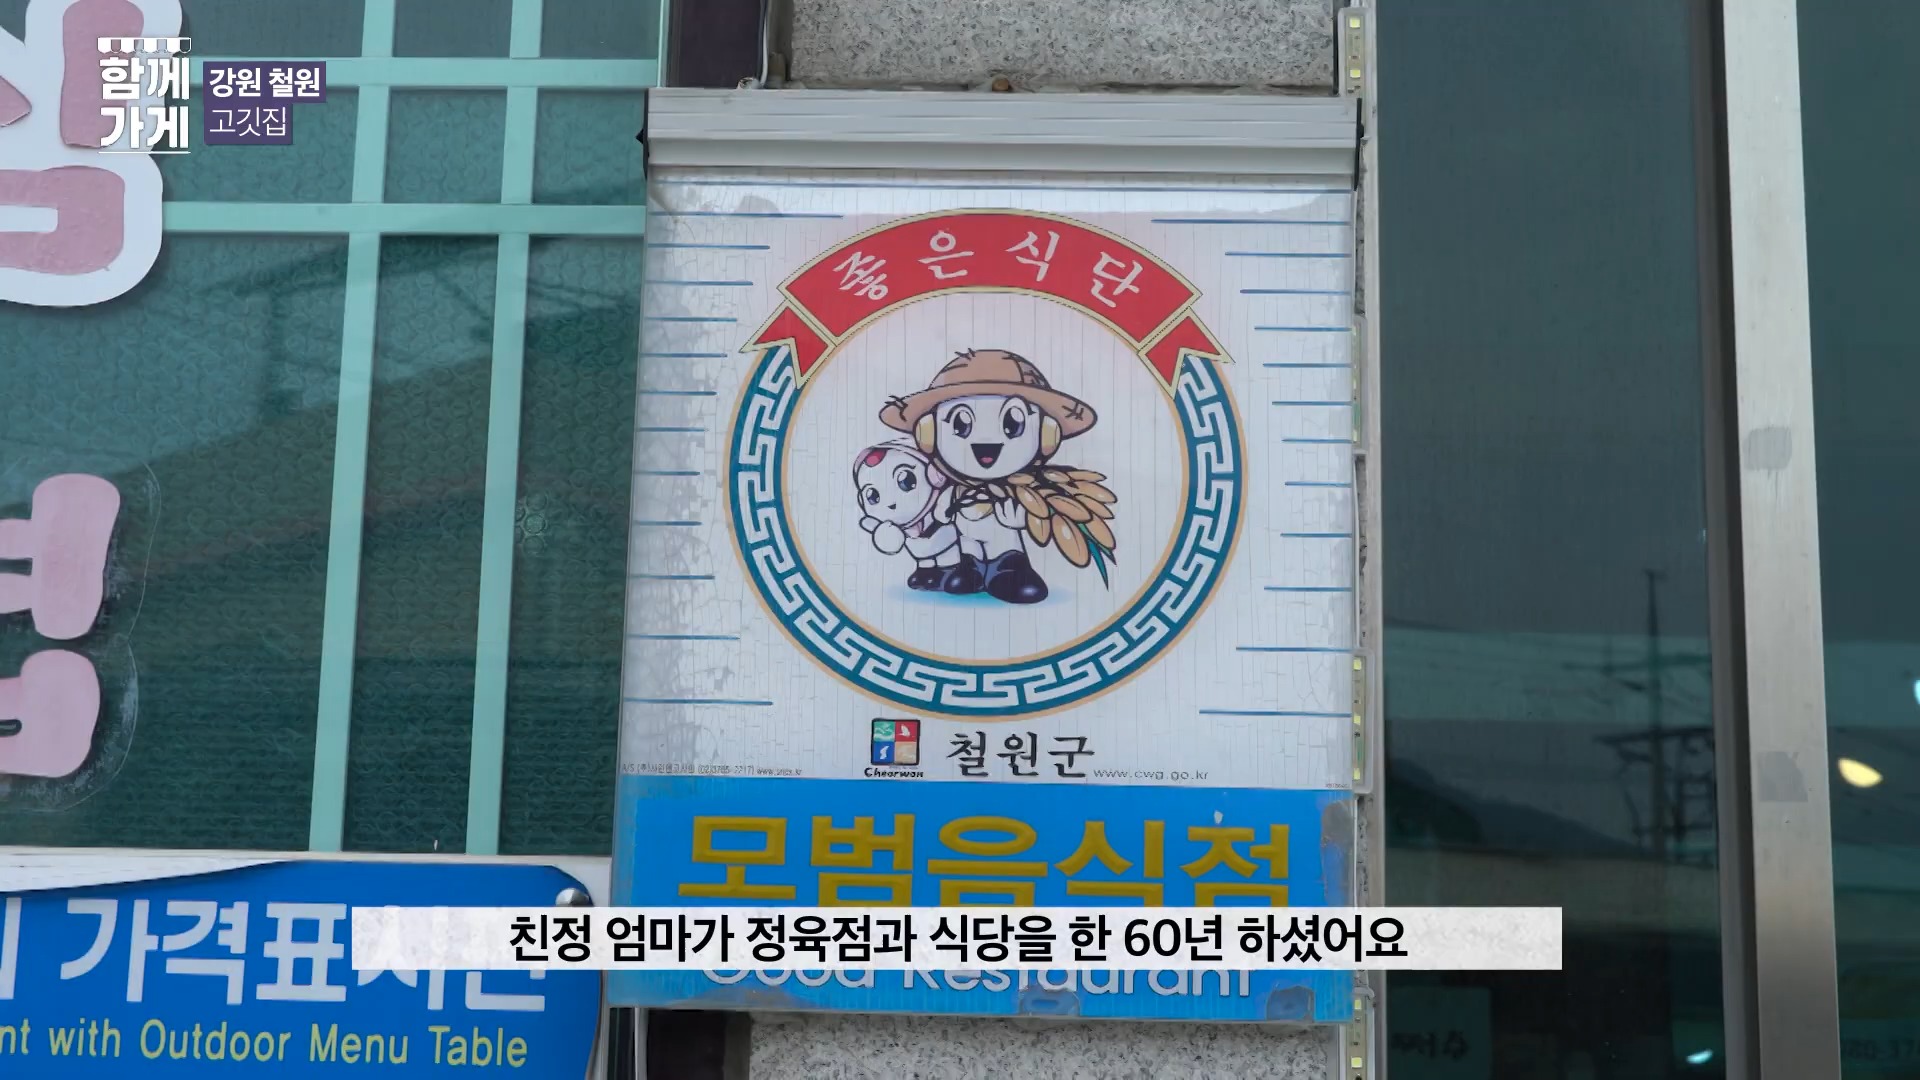 함께
가게
강원 철원
고깃집
좋은식단
Cheorwon
철원군
www.cwg.go.kr
모범음식점
Good Restaurant
가격표시
with Outdoor Menu Table
친정 엄마가 정육점과 식당을 한 60년 하셨어요